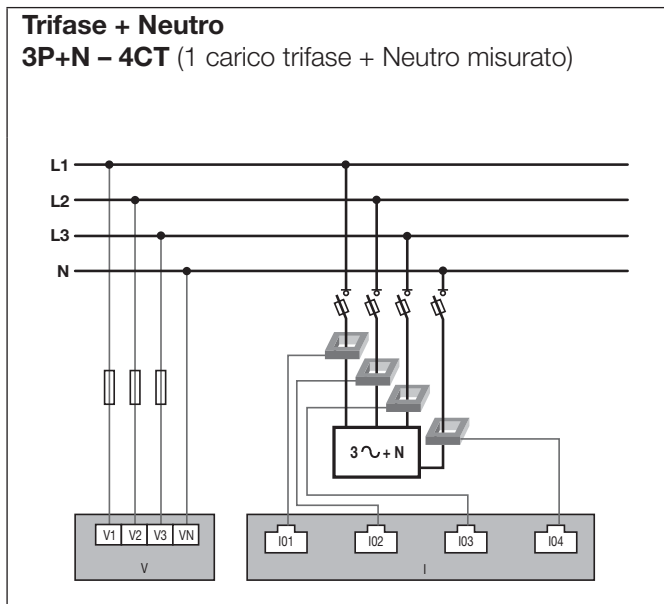 Trifase + Neutro
3P+N – 4CT (1 carico trifase + Neutro misurato)
L1
L2
L3
N
3 ∿ + N
V1 V2 V3 VN
V
I01 I02 I03 I04
I